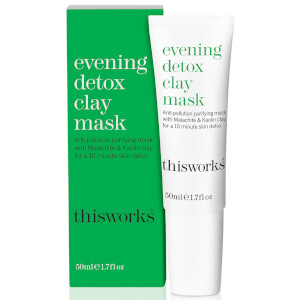 evening
detox
clay
mask
Anti-pollution purifying mask
with Malachite & Kaolin clay
for a 10 minute skin detox
thisworks®
50ml℮1.7fl oz
evening
detox
clay
mask
Anti-pollution purifying mask
with Malachite & Kaolin clay
for a 10 minute skin detox
thisworks®
50ml℮1.7fl oz